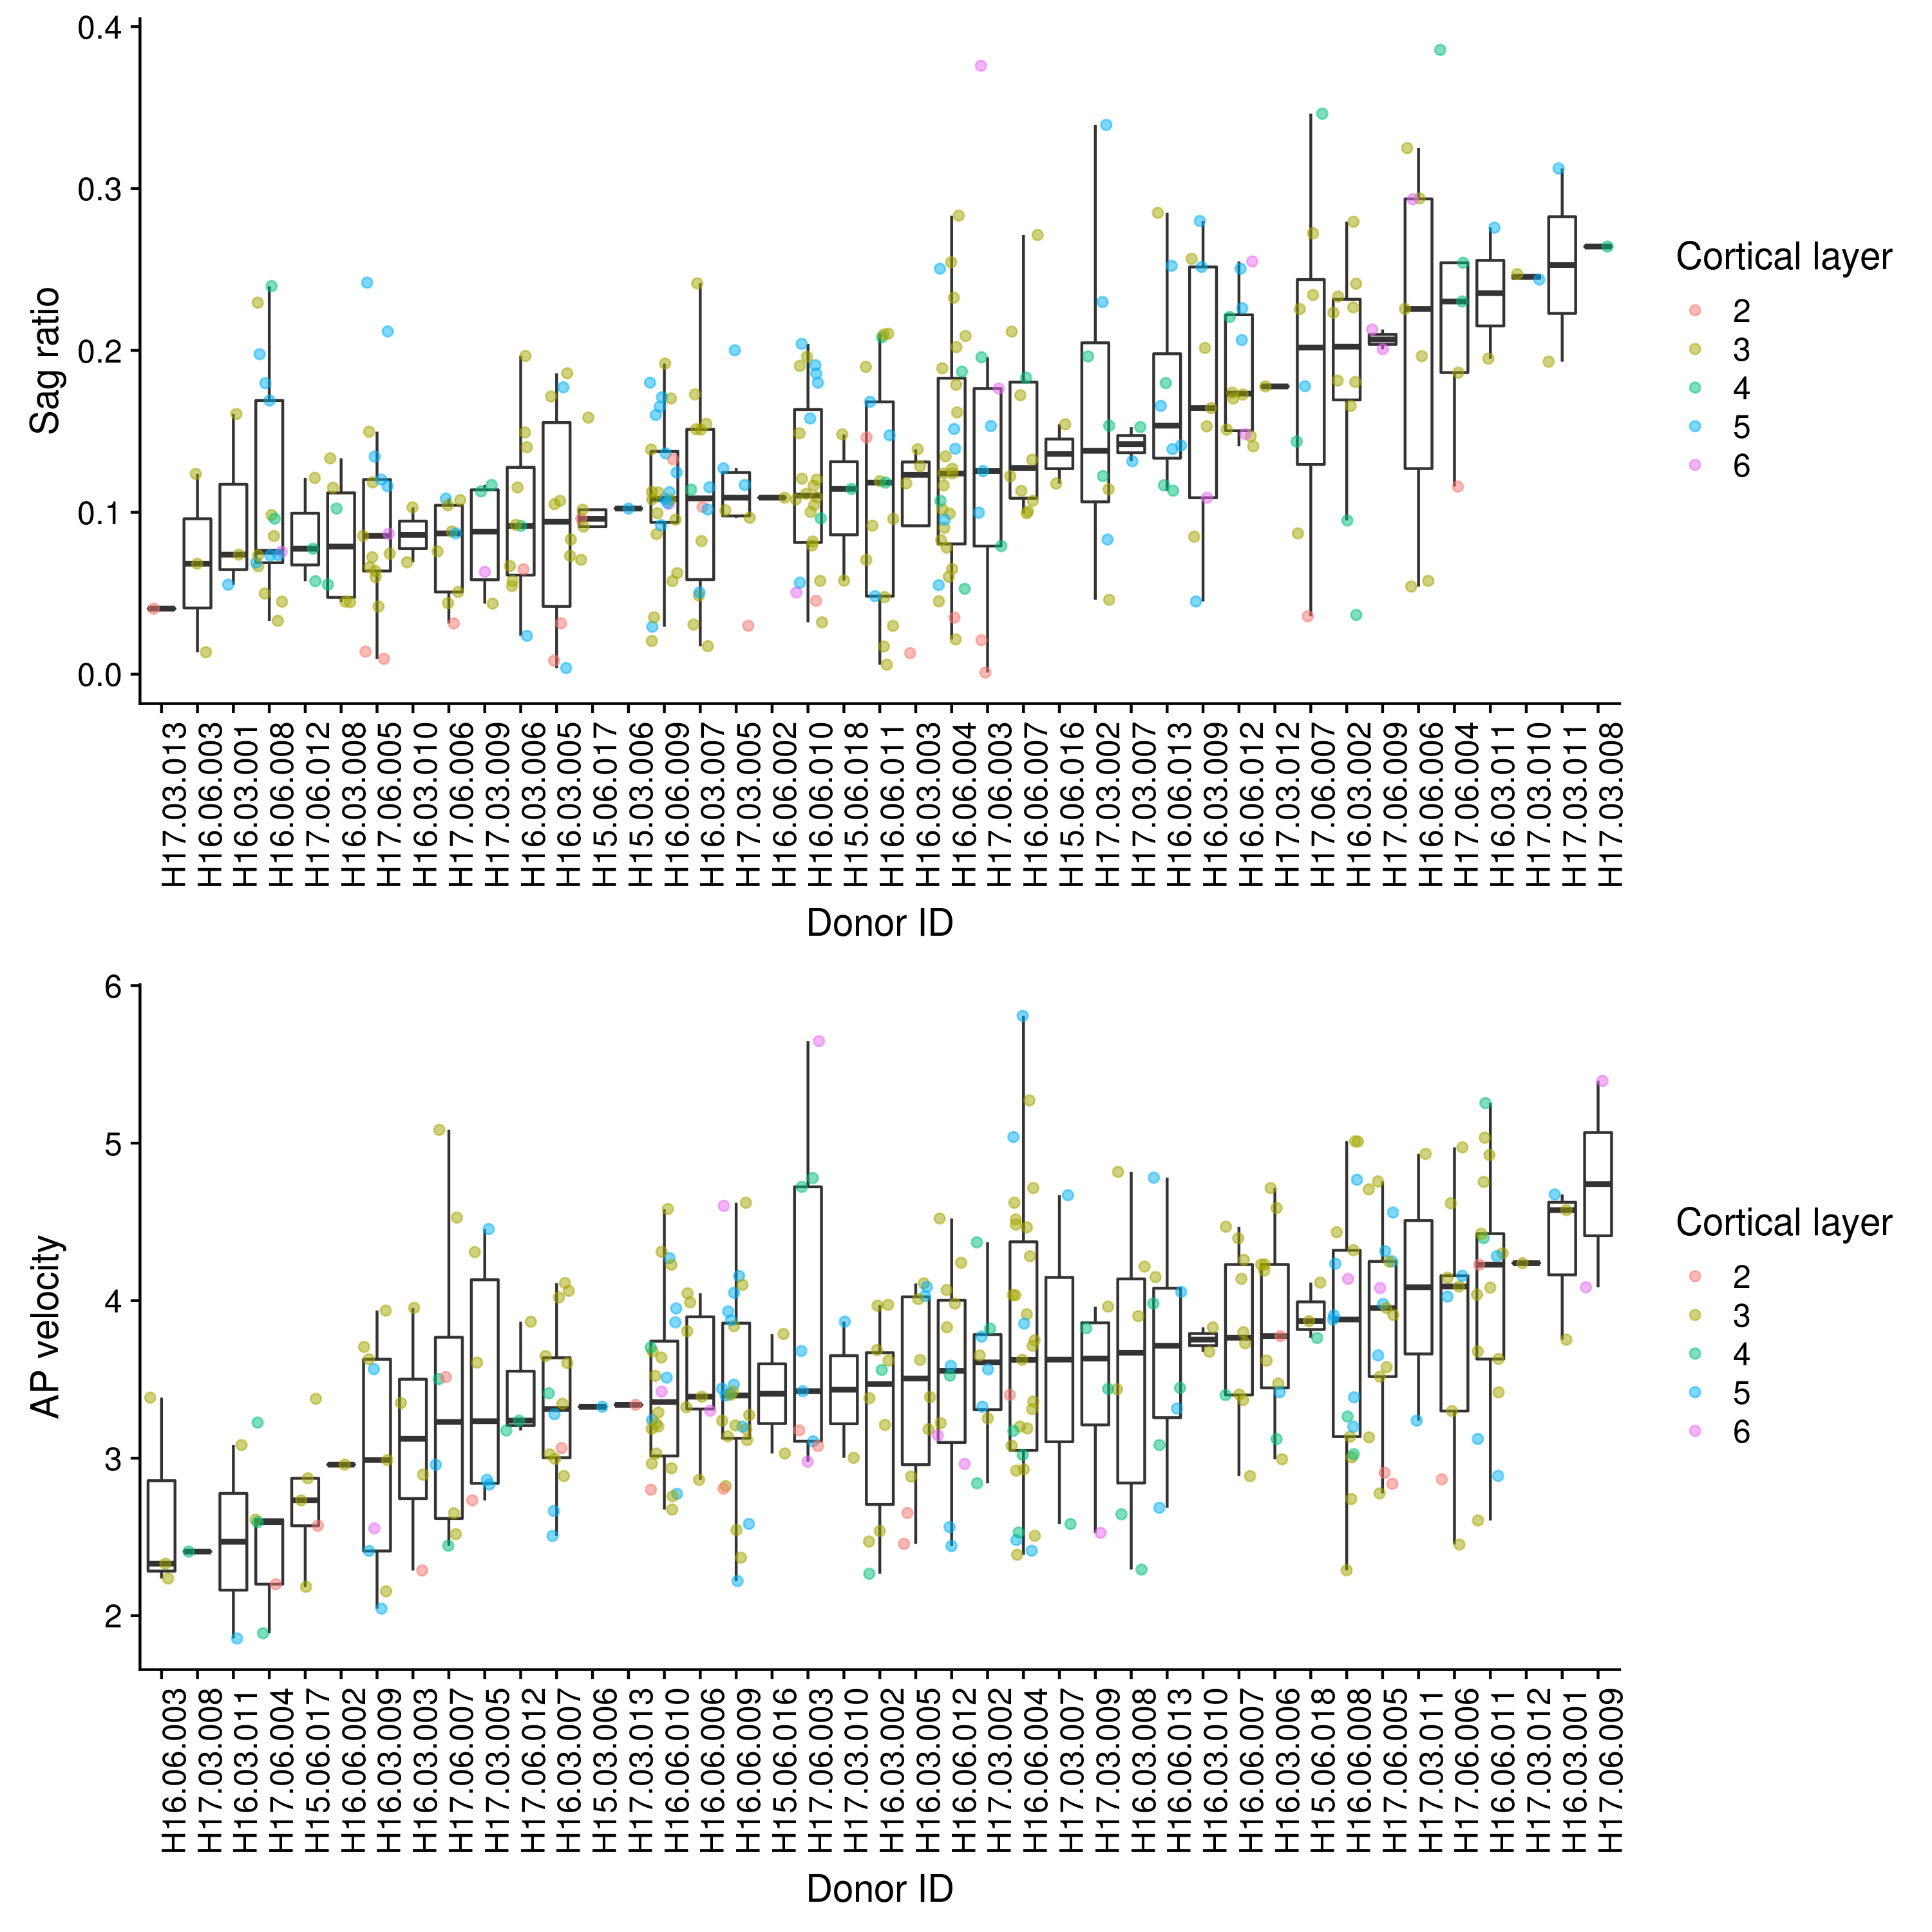 0.4
0.3
0.2
0.1
0.0
Sag ratio
H17.03.013
H16.06.003
H16.03.001
H16.06.008
H17.06.012
H16.03.008
H17.06.005
H16.03.010
H17.06.006
H17.03.009
H16.03.006
H16.03.005
H15.06.017
H15.03.006
H16.06.009
H16.03.007
H17.03.005
H16.06.002
H16.06.010
H15.06.018
H16.06.011
H16.03.003
H16.06.004
H17.06.003
H16.06.007
H15.06.016
H17.03.002
H17.03.007
H16.06.013
H16.03.009
H16.06.012
H17.03.012
H17.06.007
H16.03.002
H17.06.009
H16.06.006
H17.06.004
H16.03.011
H17.03.010
H17.03.011
H17.03.008
Donor ID
Cortical layer
2
3
4
5
6
6
5
4
3
2
AP velocity
H16.06.003
H17.03.008
H16.03.011
H17.06.004
H15.06.017
H16.06.002
H16.03.009
H16.03.003
H17.06.007
H17.03.005
H17.06.012
H16.03.007
H15.03.006
H17.03.013
H16.06.010
H16.06.006
H16.06.009
H15.06.016
H17.06.003
H17.03.010
H16.03.002
H16.03.005
H16.06.012
H17.03.002
H16.06.004
H17.03.007
H17.03.009
H16.03.008
H16.06.013
H16.03.010
H16.06.007
H16.03.006
H15.06.018
H16.06.008
H17.06.005
H17.03.011
H17.06.006
H16.06.011
H17.03.012
H16.03.001
H17.06.009
Donor ID
Cortical layer
2
3
4
5
6